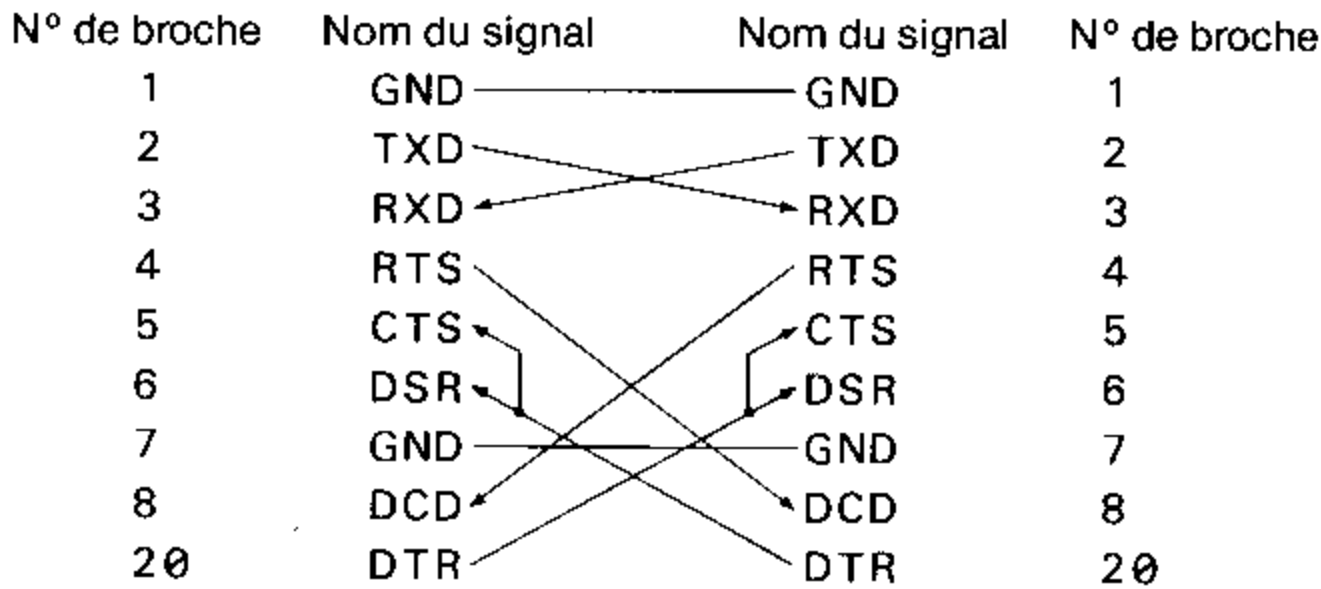 Nº de broche Nom du signal Nom du signal Nº de broche
1 GND GND 1
2 TXD TXD 2
3 RXD RXD 3
4 RTS RTS 4
5 CTS CTS 5
6 DSR DSR 6
7 GND GND 7
8 DCD DCD 8
20 DTR DTR 20